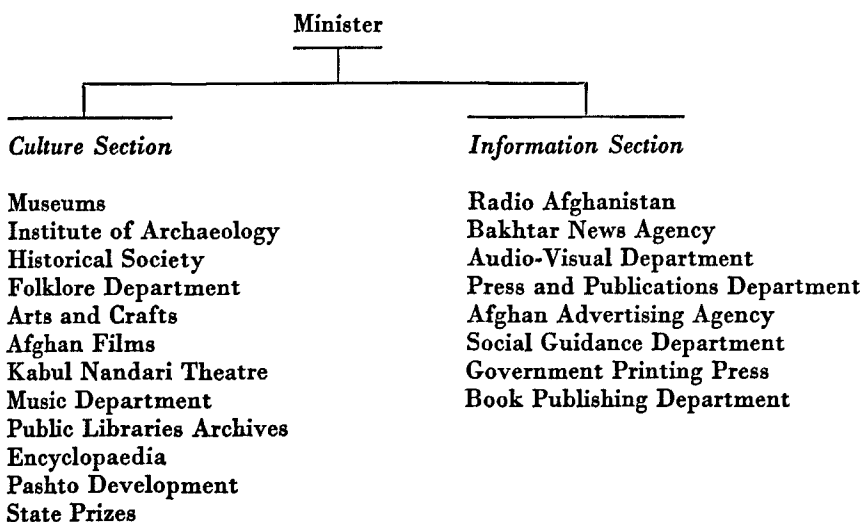 Minister
Culture Section
Museums
Institute of Archaeology
Historical Society
Folklore Department
Arts and Crafts
Afghan Films
Kabul Nandari Theatre
Music Department
Public Libraries Archives
Encyclopaedia
Pashto Development
State Prizes
Information Section
Radio Afghanistan
Bakhtar News Agency
Audio-Visual Department
Press and Publications Department
Afghan Advertising Agency
Social Guidance Department
Government Printing Press
Book Publishing Department